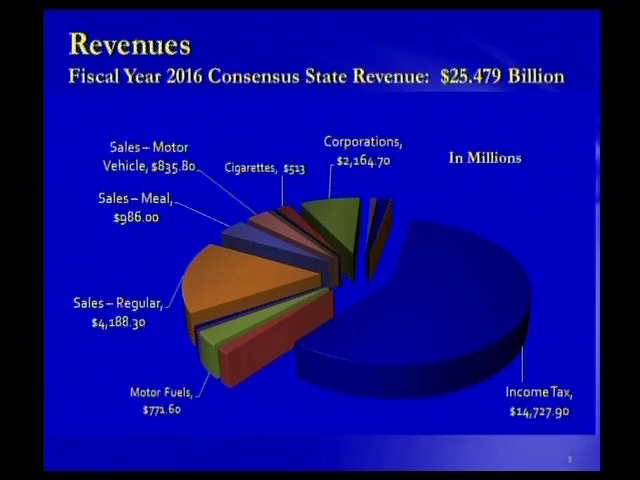 Revenues
Fiscal Year 2016 Consensus State Revenue: $25.479 Billion
Sales – Motor
Vehicle, $835.80
Cigarettes, $513
Corporations,
$2,164.70
In Millions
Sales – Meal,
$986.00
Sales – Regular,
$4,188.30
Motor Fuels,
$771.60
Income Tax,
$14,727.90